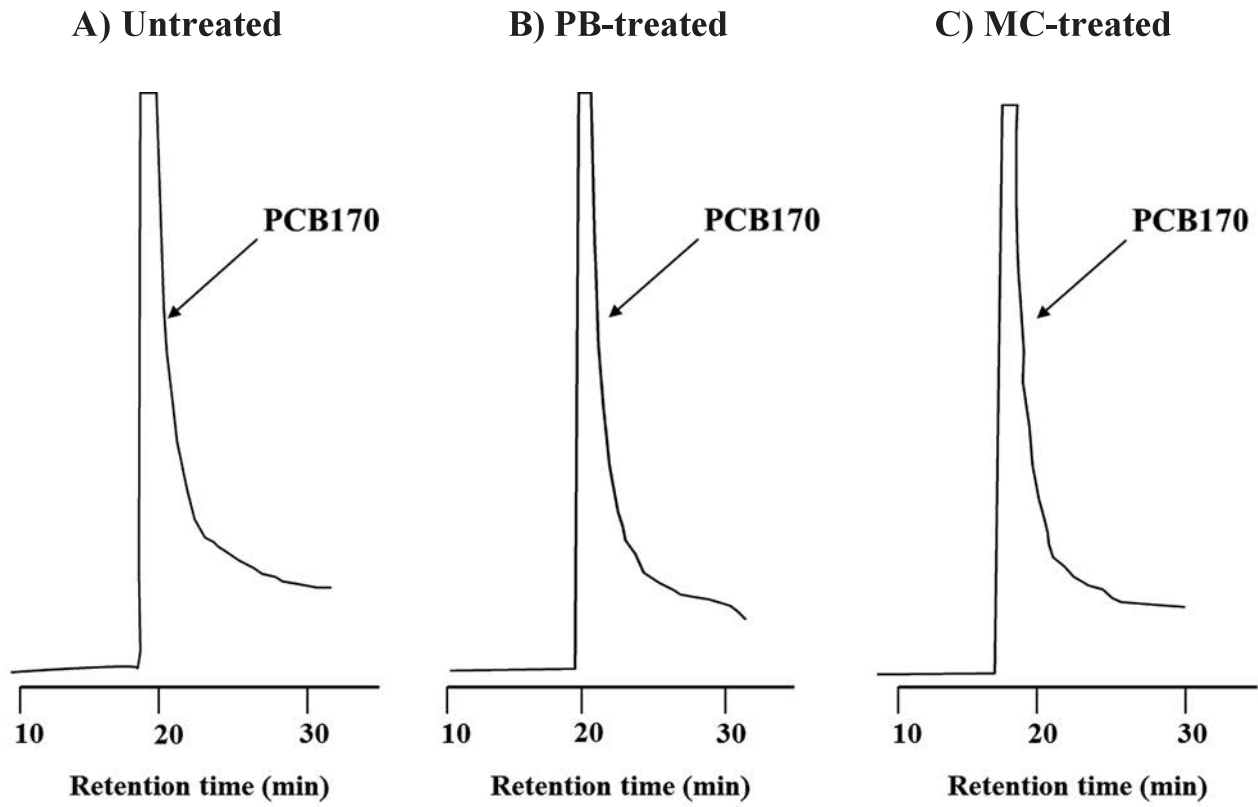 A) Untreated
B) PB-treated
C) MC-treated
PCB170
PCB170
PCB170
10 20 30
10 20 30
10 20 30
Retention time (min)
Retention time (min)
Retention time (min)